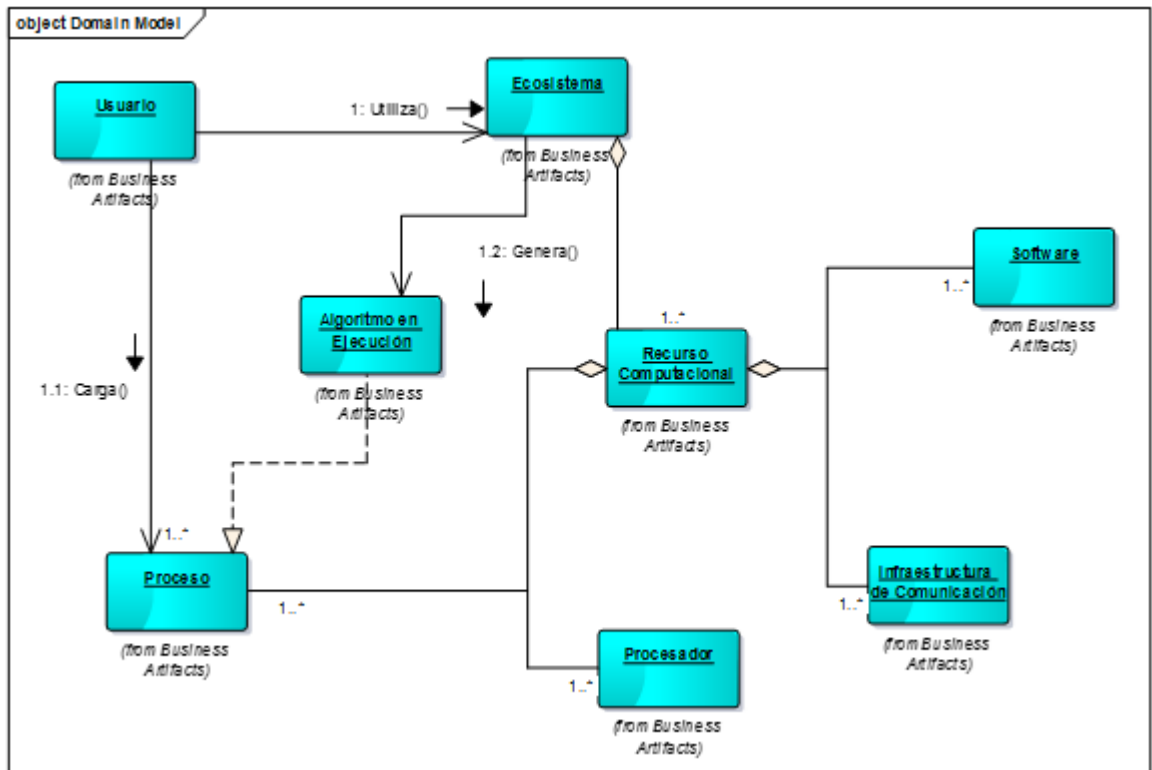 object Domain Model
Usuario
(from Business
Artifacts)
1: Utiliza()
Ecosistema
(from Business
Artifacts)
1.2: Genera()
Algoritmo en
Ejecución
(from Business
Artifacts)
1.1: Carga()
1..*
Recurso
Computacional
(from Business
Artifacts)
Software
1..*
(from Business
Artifacts)
1..*
Proceso
1..*
(from Business
Artifacts)
Infraestructura
de Comunicación
1..*
(from Business
Artifacts)
Procesador
1..*
(from Business
Artifacts)